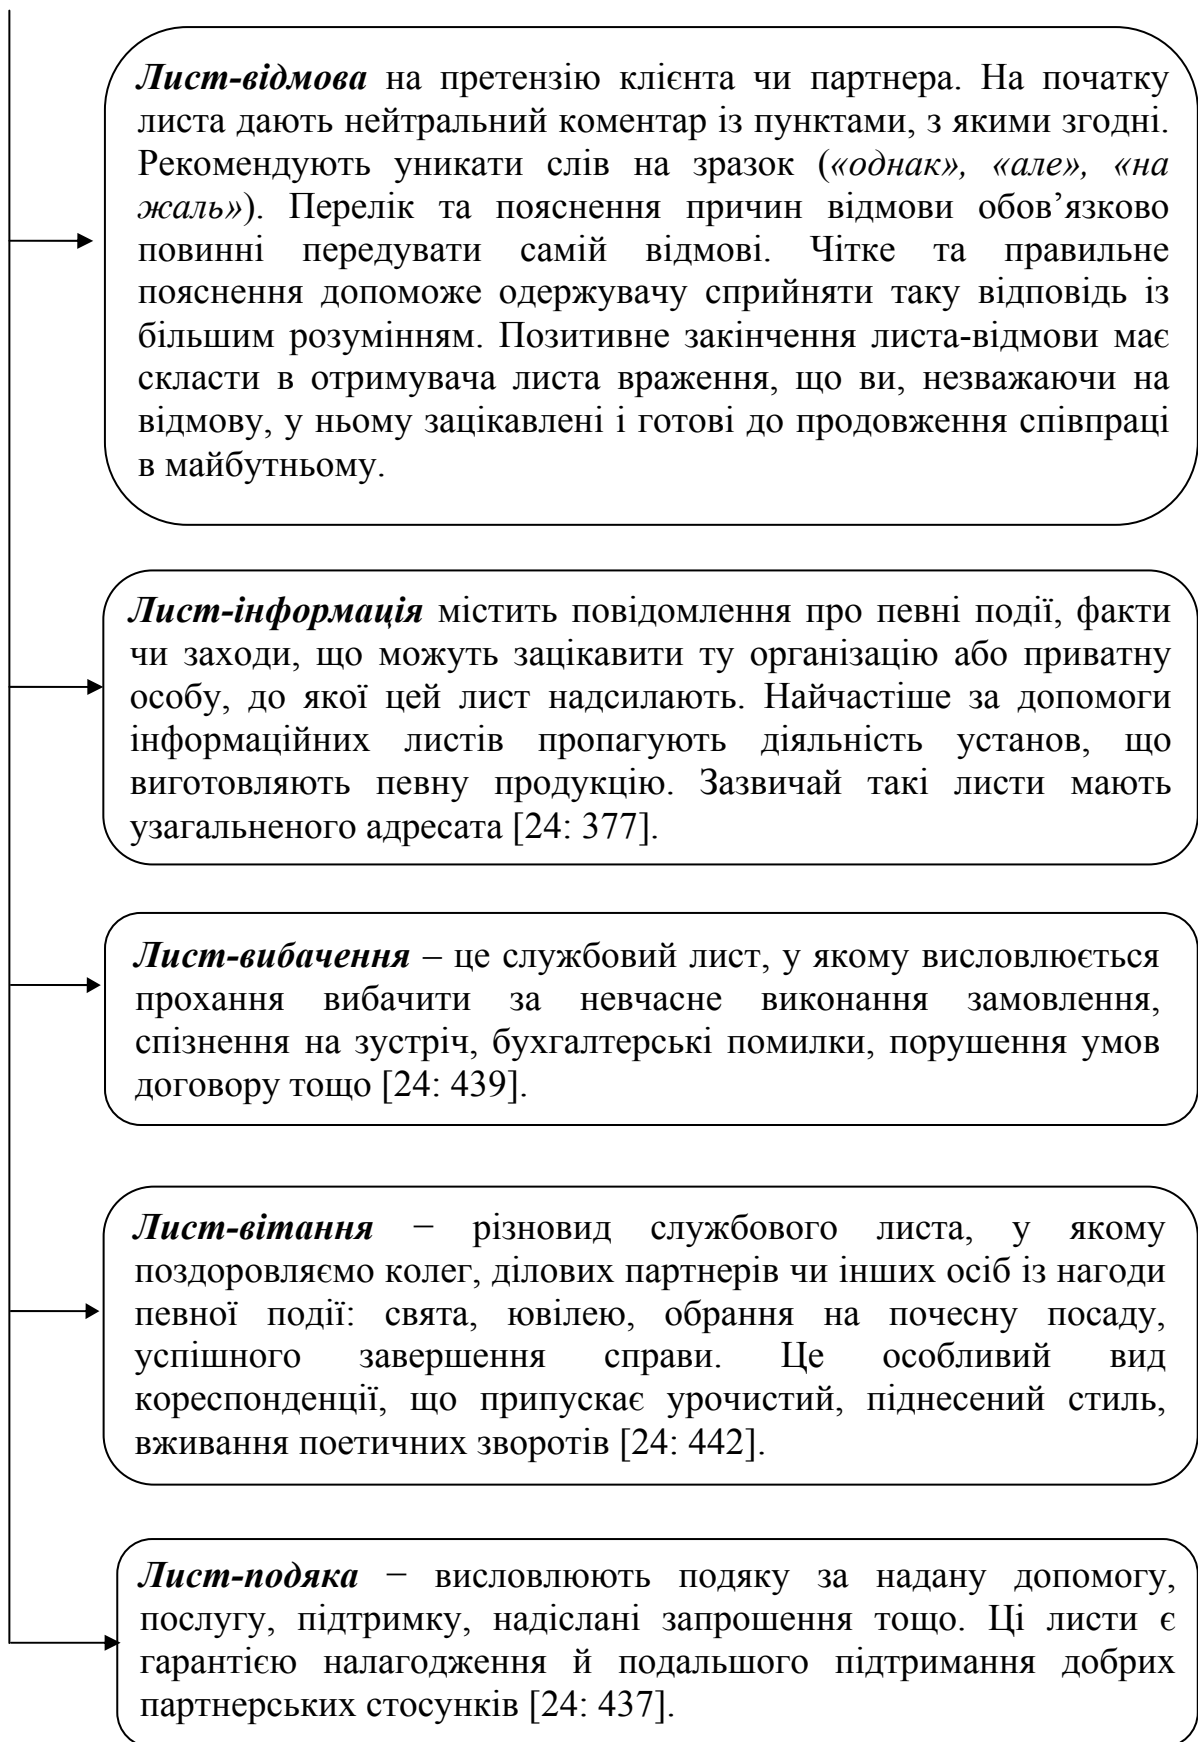 Лист-відмова на претензію клієнта чи партнера. На початку
листа дають нейтральний коментар із пунктами, з якими згодні.
Рекомендують уникати слів на зразок («однак», «але», «на
жаль»). Перелік та пояснення причин відмови обов’язково
повинні передувати самій відмові. Чітке та правильне
пояснення допоможе одержувачу сприйняти таку відповідь із
більшим розумінням. Позитивне закінчення листа-відмови має
скласти в отримувача листа враження, що ви, незважаючи на
відмову, у ньому зацікавлені і готові до продовження співпраці
в майбутньому.
Лист-інформація містить повідомлення про певні події, факти
чи заходи, що можуть зацікавити ту організацію або приватну
особу, до якої цей лист надсилають. Найчастіше за допомоги
інформаційних листів пропагують діяльність установ, що
виготовляють певну продукцію. Зазвичай такі листи мають
узагальненого адресата [24: 377].
Лист-вибачення – це службовий лист, у якому висловлюється
прохання вибачити за невчасне виконання замовлення,
спізнення на зустріч, бухгалтерські помилки, порушення умов
договору тощо [24: 439].
Лист-вітання − різновид службового листа, у якому
поздоровляємо колег, ділових партнерів чи інших осіб із нагоди
певної події: свята, ювілею, обрання на почесну посаду,
успішного завершення справи. Це особливий вид
кореспонденції, що припускає урочистий, піднесений стиль,
вживання поетичних зворотів [24: 442].
Лист-подяка − висловлюють подяку за надану допомогу,
послугу, підтримку, надіслані запрошення тощо. Ці листи є
гарантією налагодження й подальшого підтримання добрих
партнерських стосунків [24: 437].